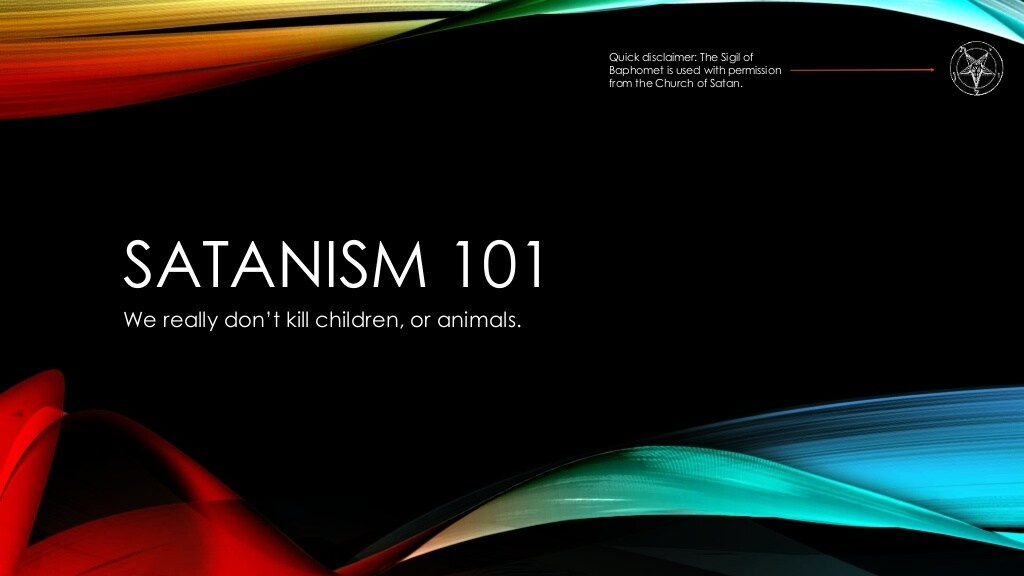 Quick disclaimer: The Sigil of
Baphomet is used with permission
from the Church of Satan.
SATANISM 101
We really don’t kill children, or animals.